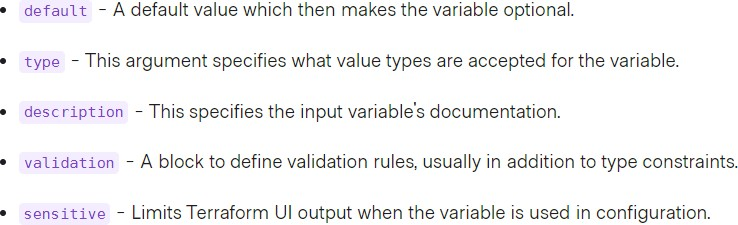 • default – A default value which then makes the variable optional.
• type – This argument specifies what value types are accepted for the variable.
• description – This specifies the input variable's documentation.
• validation – A block to define validation rules, usually in addition to type constraints.
• sensitive – Limits Terraform UI output when the variable is used in configuration.